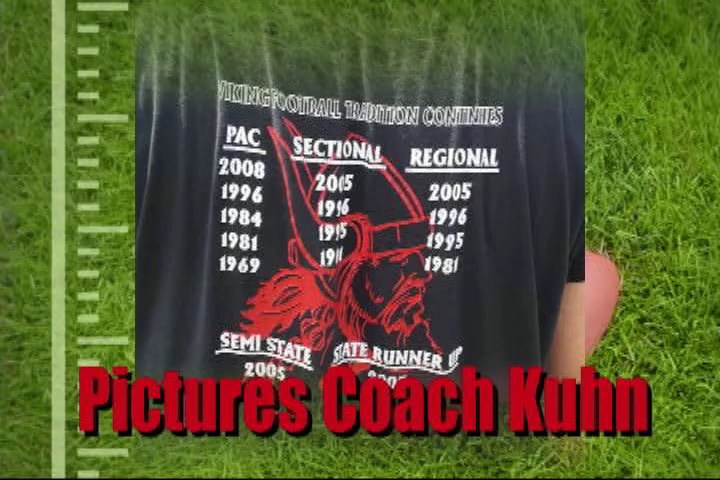 VIKING FOOTBALL TRADITION CONTINUES
PAC SECTIONAL REGIONAL
2008 2005 2005
1996 1996 1996
1984 1995 1995
1981 1981
1969
SEMI STATE STATE RUNNER UP
2005
Pictures Coach Kuhn